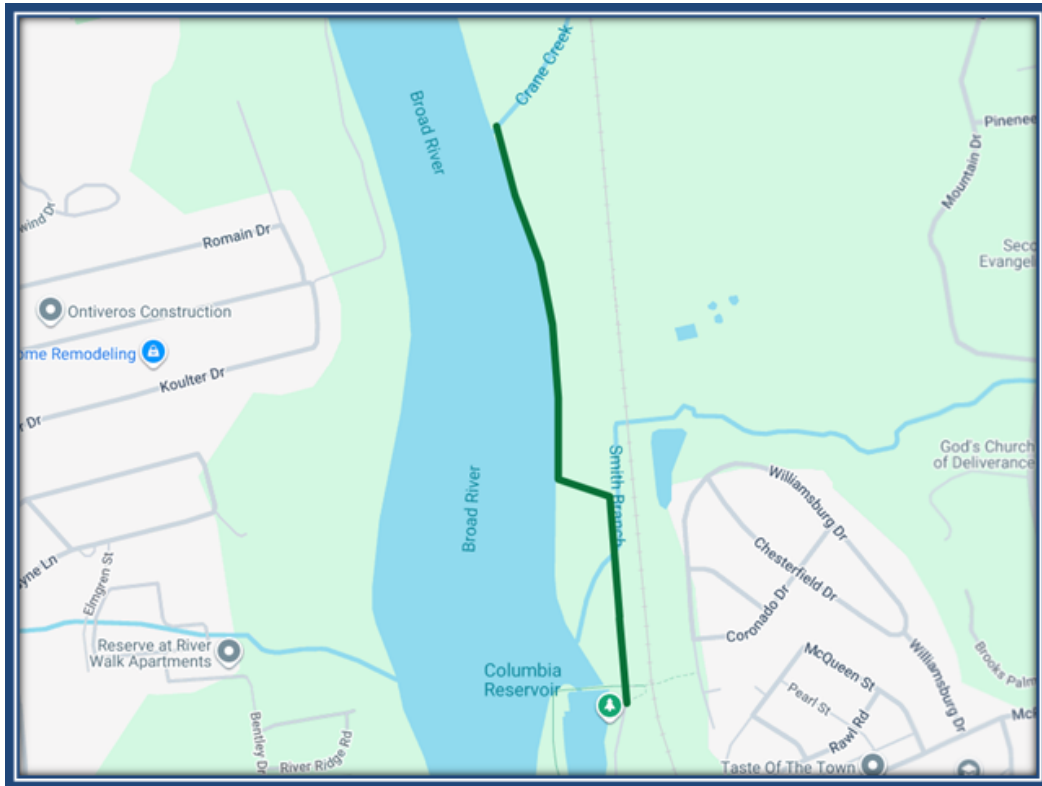 Crane Creek
Broad River
Pinenee
Mountain Dr
wind Dr
Romain Dr
Seco
Evangel
Ontiveros Construction
ome Remodeling
Koulter Dr
r Dr
God's Church
of Deliverance
Smith Branch
Williamsburg Dr
Broad River
Chesterfield Dr
yne Ln
Elmgren St
Coronado Dr
Reserve at River
Walk Apartments
McQueen St
Williamsburg Dr
Brooks Palm
Columbia
Reservoir
Pearl St
Rawl Rd
McR
Bentley Dr
River Ridge Rd
Taste Of The Town